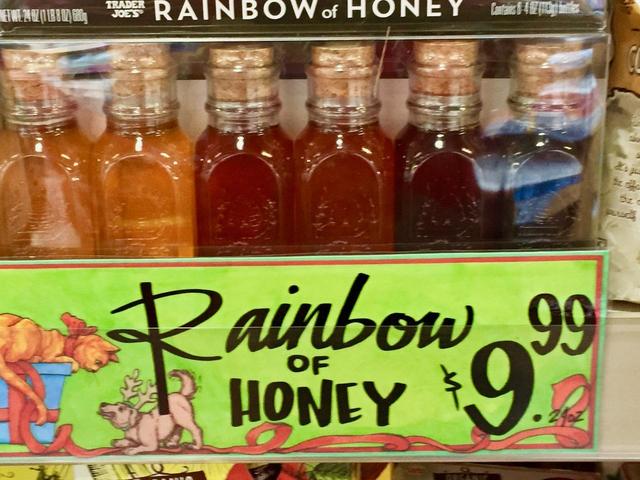 NET WT. 24 OZ (1 LB 8 OZ) 680g
TRADER JOE'S
RAINBOW of HONEY
Contains 6-4 OZ (113g) bottles
Rainbow
OF
HONEY
$9.99
24oz